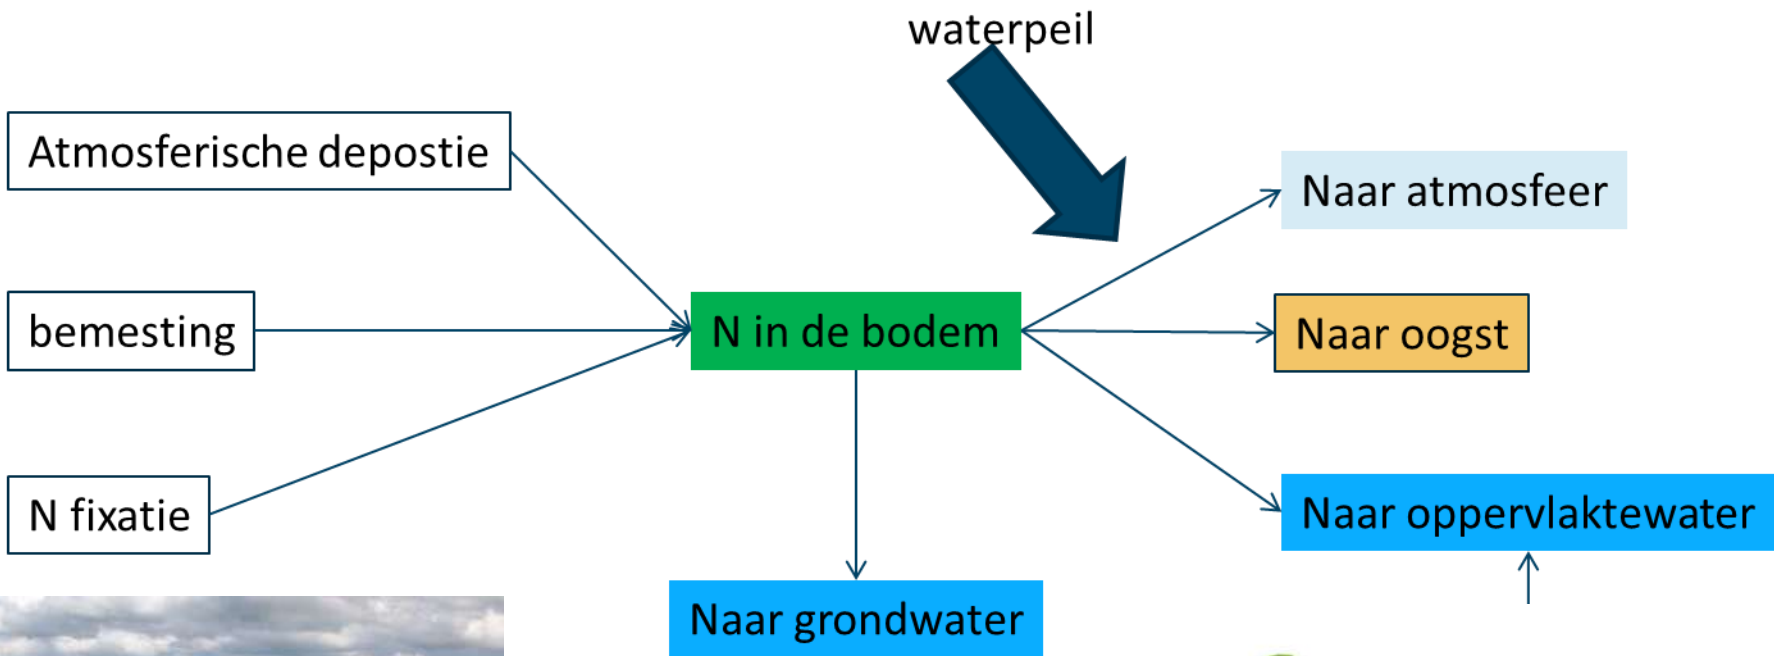 waterpeil
Atmosferische depostie
Naar atmosfeer
bemesting
N in de bodem
Naar oogst
N fixatie
Naar oppervlaktewater
Naar grondwater